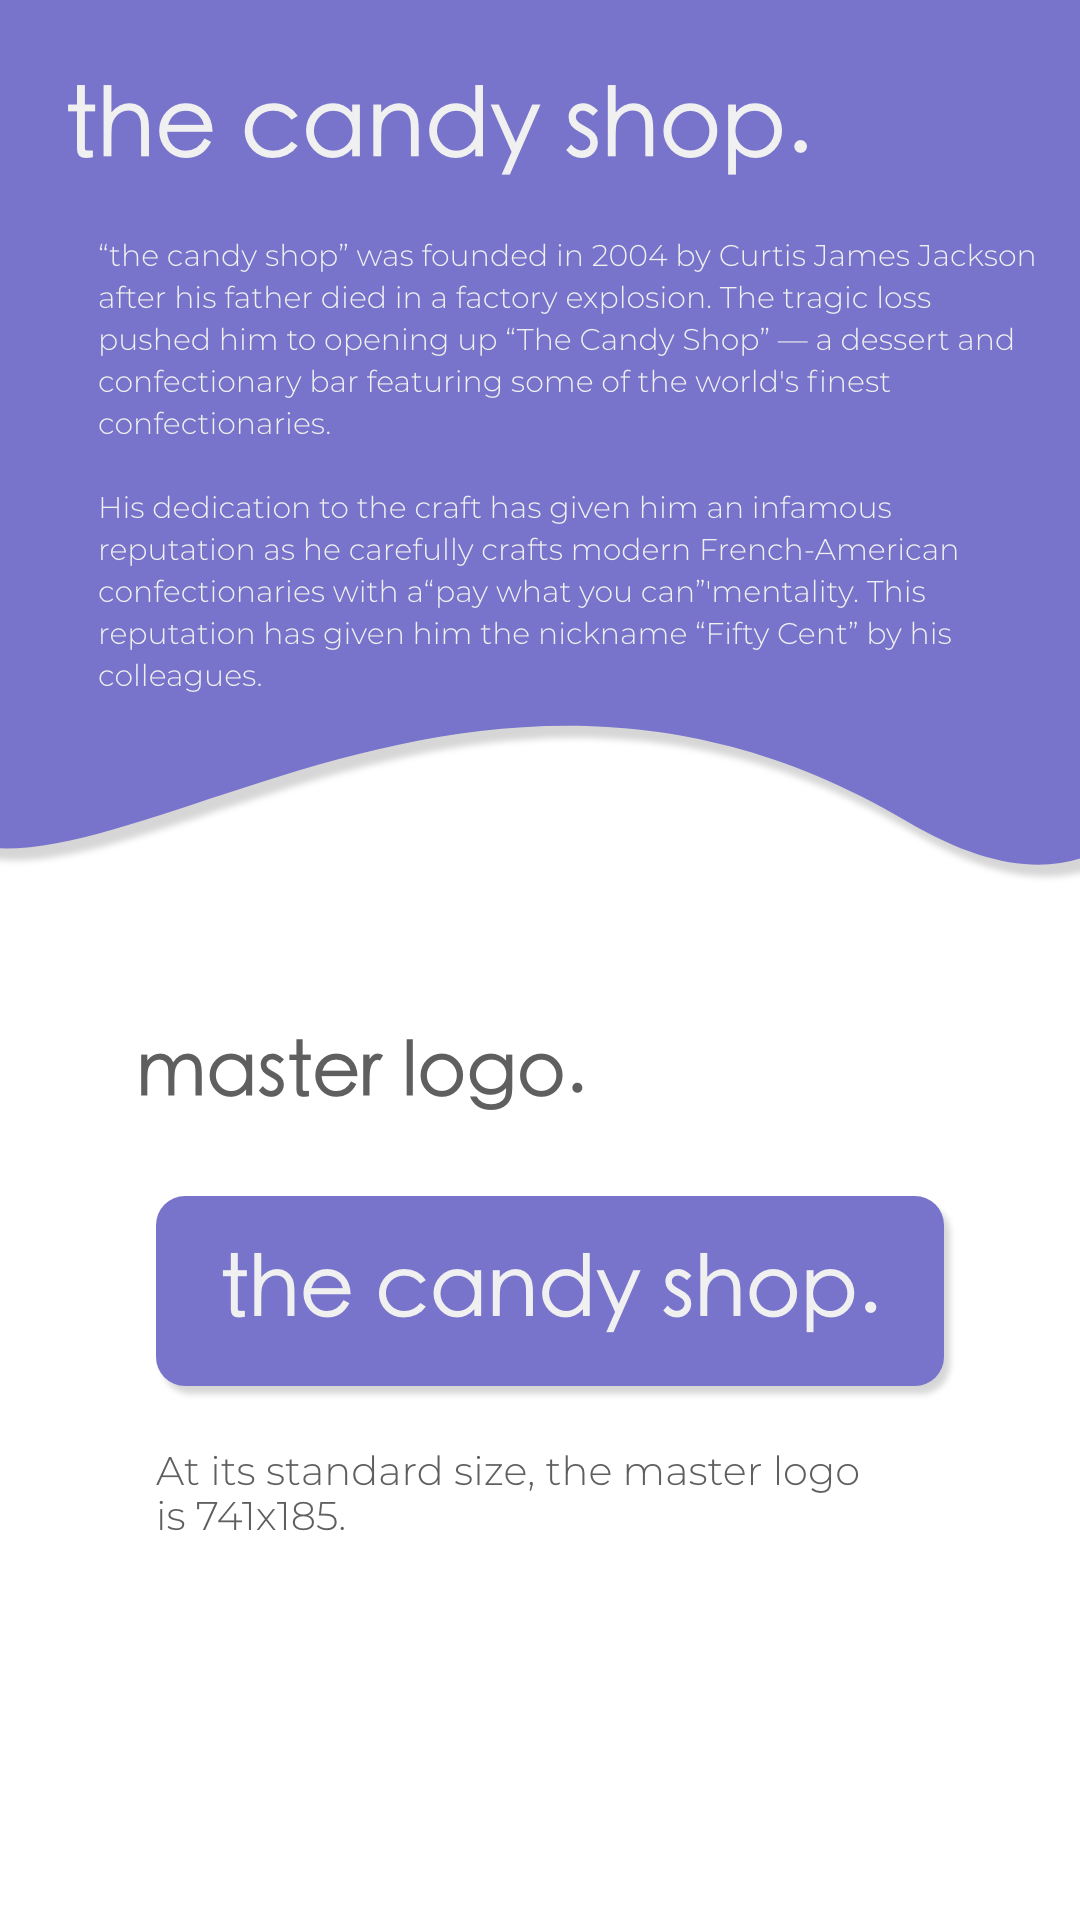 the candy shop.
“the candy shop” was founded in 2004 by Curtis James Jackson
after his father died in a factory explosion. The tragic loss
pushed him to opening up “The Candy Shop” — a dessert and
confectionary bar featuring some of the world's finest
confectionaries.
His dedication to the craft has given him an infamous
reputation as he carefully crafts modern French-American
confectionaries with a“pay what you can”'mentality. This
reputation has given him the nickname “Fifty Cent” by his
colleagues.
master logo.
the candy shop.
At its standard size, the master logo
is 741x185.